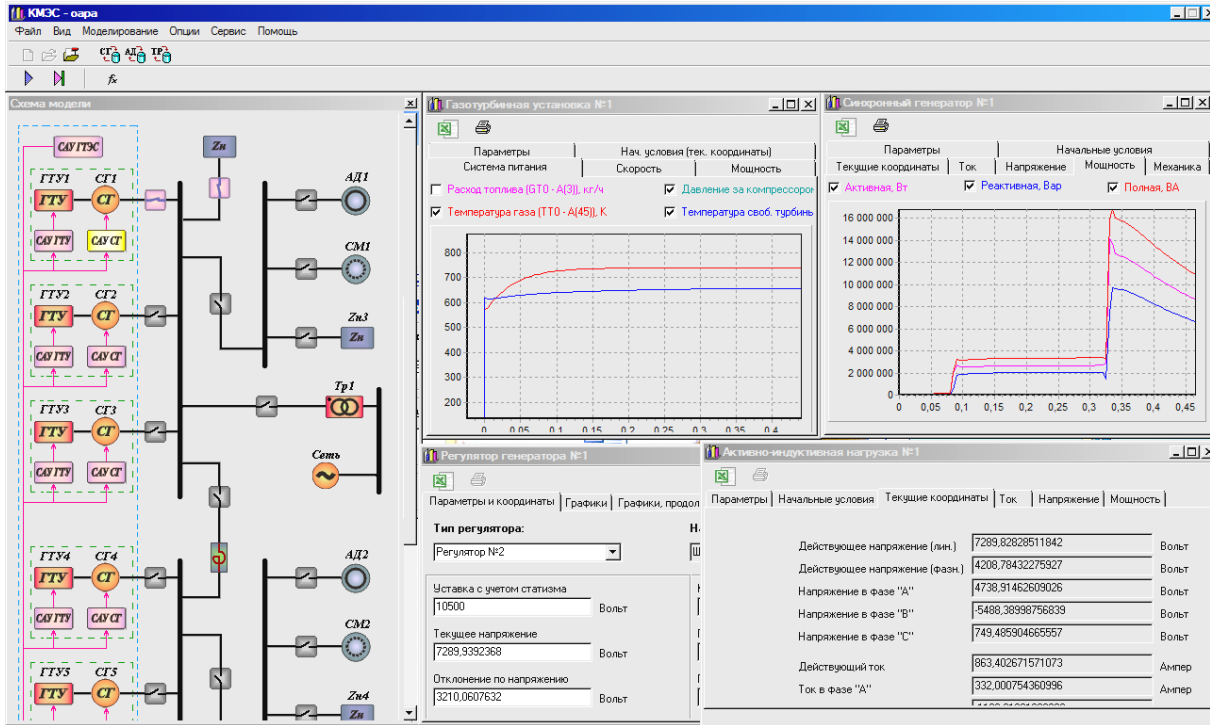 КМЭС - oapa
Файл Вид Моделирование Опции Сервис Помощь
СГ АД ТР
fx
Схема модели
САУ ГТЭС
Zн
ГТУ1 СГ1
ГТУ СГ
САУ ГТУ САУ СГ
АД1
СМ1
ГТУ2 СГ2
ГТУ СГ
САУ ГТУ САУ СГ
Zн3
Zн
ГТУ3 СГ3
ГТУ СГ
САУ ГТУ САУ СГ
Тр1
Сеть
ГТУ4 СГ4
ГТУ СГ
САУ ГТУ САУ СГ
АД2
СМ2
ГТУ5 СГ5
ГТУ СГ
Zн4
Zн
Газотурбинная установка №1
Параметры Нач. условия (тек. координаты)
Система питания Скорость Мощность
Расход топлива (GT0 - A(3)), кг/ч Давление за компрессором
Температура газа (TT0 - A(45)), К Температура своб. турбины
800
700
600
500
400
300
200
0 0.05 0.1 0.15 0.2 0.25 0.3 0.35 0.4
Синхронный генератор №1
Параметры Начальные условия
Текущие координаты Ток Напряжение Мощность Механика
Активная, Вт Реактивная, Вар Полная, ВА
16 000 000
14 000 000
12 000 000
10 000 000
8 000 000
6 000 000
4 000 000
2 000 000
0
0 0,05 0,1 0,15 0,2 0,25 0,3 0,35 0,4 0,45
Регулятор генератора №1
Параметры и координаты Графики Графики, продол
Тип регулятора:
Регулятор №2
Уставка с учетом статизма
10500 Вольт
Текущее напряжение
7289,9392368 Вольт
Отклонение по напряжению
3210,0607632 Вольт
Активно-индуктивная нагрузка №1
Параметры Начальные условия Текущие координаты Ток Напряжение Мощность
Действующее напряжение (лин.) 7289,82828511842 Вольт
Действующее напряжение (фазн.) 4208,78432275927 Вольт
Напряжение в фазе "А" 4738,91462609026 Вольт
Напряжение в фазе "В" -5488,38998756839 Вольт
Напряжение в фазе "С" 749,485904665557 Вольт
Действующий ток 863,402671571073 Ампер
Ток в фазе "А" 332,000754360996 Ампер